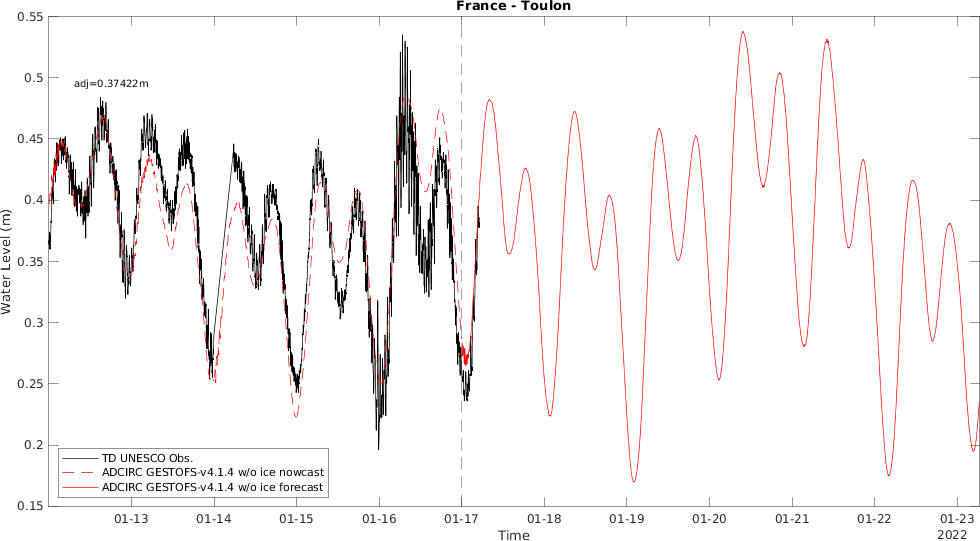 France - Toulon
0.55
0.5
0.45
0.4
0.35
0.3
0.25
0.2
0.15
Water Level (m)
adj=0.37422m
TD UNESCO Obs.
ADCIRC GESTOFS-v4.1.4 w/o ice nowcast
ADCIRC GESTOFS-v4.1.4 w/o ice forecast
01-13 01-14 01-15 01-16 01-17 01-18 01-19 01-20 01-21 01-22 01-23
2022
Time